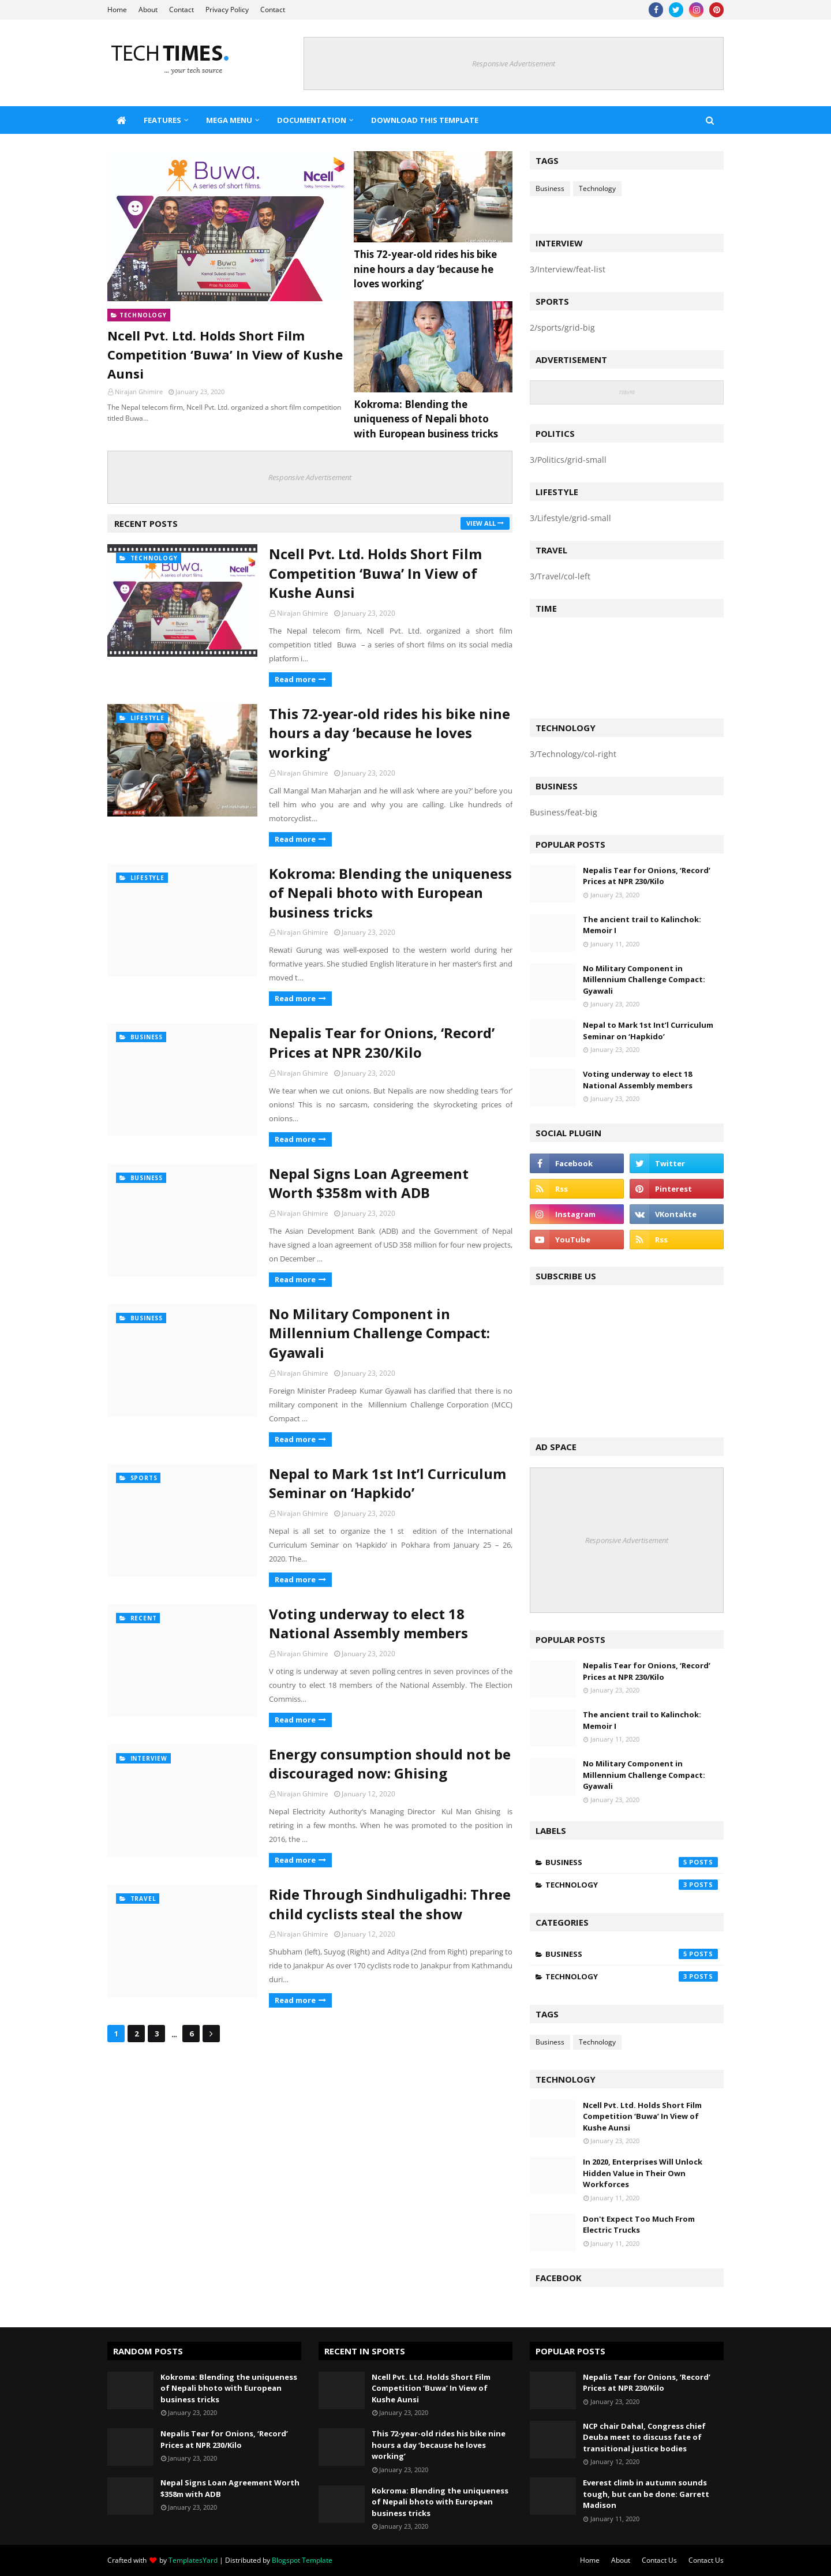 Home About Contact Privacy Policy Contact
TECH TIMES.
... your tech source
Responsive Advertisement
FEATURES MEGA MENU DOCUMENTATION DOWNLOAD THIS TEMPLATE
Buwa.
A series of short films.
Ncell
TECHNOLOGY
Ncell Pvt. Ltd. Holds Short Film
Competition ‘Buwa’ In View of Kushe
Aunsi
Nirajan Ghimire January 23, 2020
The Nepal telecom firm, Ncell Pvt. Ltd. organized a short film competition
titled Buwa...
This 72-year-old rides his bike
nine hours a day ‘because he
loves working’
Kokroma: Blending the
uniqueness of Nepali bhoto
with European business tricks
Responsive Advertisement
RECENT POSTS
VIEW ALL
TECHNOLOGY
Buwa.
A series of short films.
Ncell
Ncell Pvt. Ltd. Holds Short Film
Competition ‘Buwa’ In View of
Kushe Aunsi
Nirajan Ghimire January 23, 2020
The Nepal telecom firm, Ncell Pvt. Ltd. organized a short film
competition titled Buwa – a series of short films on its social media
platform i...
Read more
LIFESTYLE
This 72-year-old rides his bike nine
hours a day ‘because he loves
working’
Nirajan Ghimire January 23, 2020
Call Mangal Man Maharjan and he will ask ‘where are you?’ before you
tell him who you are and why you are calling. Like hundreds of
motorcyclist...
Read more
LIFESTYLE
Kokroma: Blending the uniqueness
of Nepali bhoto with European
business tricks
Nirajan Ghimire January 23, 2020
Rewati Gurung was well-exposed to the western world during her
formative years. She studied English literature in her master’s first and
moved t...
Read more
BUSINESS
Nepalis Tear for Onions, ‘Record’
Prices at NPR 230/Kilo
Nirajan Ghimire January 23, 2020
We tear when we cut onions. But Nepalis are now shedding tears ‘for’
onions! This is no sarcasm, considering the skyrocketing prices of
onions...
Read more
BUSINESS
Nepal Signs Loan Agreement
Worth $358m with ADB
Nirajan Ghimire January 23, 2020
The Asian Development Bank (ADB) and the Government of Nepal
have signed a loan agreement of USD 358 million for four new projects,
on December ...
Read more
BUSINESS
No Military Component in
Millennium Challenge Compact:
Gyawali
Nirajan Ghimire January 23, 2020
Foreign Minister Pradeep Kumar Gyawali has clarified that there is no
military component in the Millennium Challenge Corporation (MCC)
Compact ...
Read more
SPORTS
Nepal to Mark 1st Int’l Curriculum
Seminar on ‘Hapkido’
Nirajan Ghimire January 23, 2020
Nepal is all set to organize the 1 st edition of the International
Curriculum Seminar on ‘Hapkido’ in Pokhara from January 25 – 26,
2020. The...
Read more
RECENT
Voting underway to elect 18
National Assembly members
Nirajan Ghimire January 23, 2020
V oting is underway at seven polling centres in seven provinces of the
country to elect 18 members of the National Assembly. The Election
Commiss...
Read more
INTERVIEW
Energy consumption should not be
discouraged now: Ghising
Nirajan Ghimire January 12, 2020
Nepal Electricity Authority’s Managing Director Kul Man Ghising is
retiring in a few months. When he was promoted to the position in
2016, the ...
Read more
TRAVEL
Ride Through Sindhuligadhi: Three
child cyclists steal the show
Nirajan Ghimire January 12, 2020
Shubham (left), Suyog (Right) and Aditya (2nd from Right) preparing to
ride to Janakpur As over 170 cyclists rode to Janakpur from Kathmandu
duri...
Read more
1 2 3 ... 6
TAGS
Business Technology
INTERVIEW
3/Interview/feat-list
SPORTS
2/sports/grid-big
ADVERTISEMENT
POLITICS
3/Politics/grid-small
LIFESTYLE
3/Lifestyle/grid-small
TRAVEL
3/Travel/col-left
TIME
TECHNOLOGY
3/Technology/col-right
BUSINESS
Business/feat-big
POPULAR POSTS
Nepalis Tear for Onions, ‘Record’
Prices at NPR 230/Kilo
January 23, 2020
The ancient trail to Kalinchok:
Memoir I
January 11, 2020
No Military Component in
Millennium Challenge Compact:
Gyawali
January 23, 2020
Nepal to Mark 1st Int’l Curriculum
Seminar on ‘Hapkido’
January 23, 2020
Voting underway to elect 18
National Assembly members
January 23, 2020
SOCIAL PLUGIN
Facebook Twitter
Rss Pinterest
Instagram VKontakte
YouTube Rss
SUBSCRIBE US
AD SPACE
Responsive Advertisement
POPULAR POSTS
Nepalis Tear for Onions, ‘Record’
Prices at NPR 230/Kilo
January 23, 2020
The ancient trail to Kalinchok:
Memoir I
January 11, 2020
No Military Component in
Millennium Challenge Compact:
Gyawali
January 23, 2020
LABELS
BUSINESS 5 POSTS
TECHNOLOGY 3 POSTS
CATEGORIES
BUSINESS 5 POSTS
TECHNOLOGY 3 POSTS
TAGS
Business Technology
TECHNOLOGY
Ncell Pvt. Ltd. Holds Short Film
Competition ‘Buwa’ In View of
Kushe Aunsi
January 23, 2020
In 2020, Enterprises Will Unlock
Hidden Value in Their Own
Workforces
January 11, 2020
Don't Expect Too Much From
Electric Trucks
January 11, 2020
FACEBOOK
RANDOM POSTS
Kokroma: Blending the uniqueness
of Nepali bhoto with European
business tricks
January 23, 2020
Nepalis Tear for Onions, ‘Record’
Prices at NPR 230/Kilo
January 23, 2020
Nepal Signs Loan Agreement Worth
$358m with ADB
January 23, 2020
RECENT IN SPORTS
Ncell Pvt. Ltd. Holds Short Film
Competition ‘Buwa’ In View of
Kushe Aunsi
January 23, 2020
This 72-year-old rides his bike nine
hours a day ‘because he loves
working’
January 23, 2020
Kokroma: Blending the uniqueness
of Nepali bhoto with European
business tricks
January 23, 2020
POPULAR POSTS
Nepalis Tear for Onions, ‘Record’
Prices at NPR 230/Kilo
January 23, 2020
NCP chair Dahal, Congress chief
Deuba meet to discuss fate of
transitional justice bodies
January 12, 2020
Everest climb in autumn sounds
tough, but can be done: Garrett
Madison
January 11, 2020
Crafted with by TemplatesYard | Distributed by Blogspot Template
Home About Contact Us Contact Us